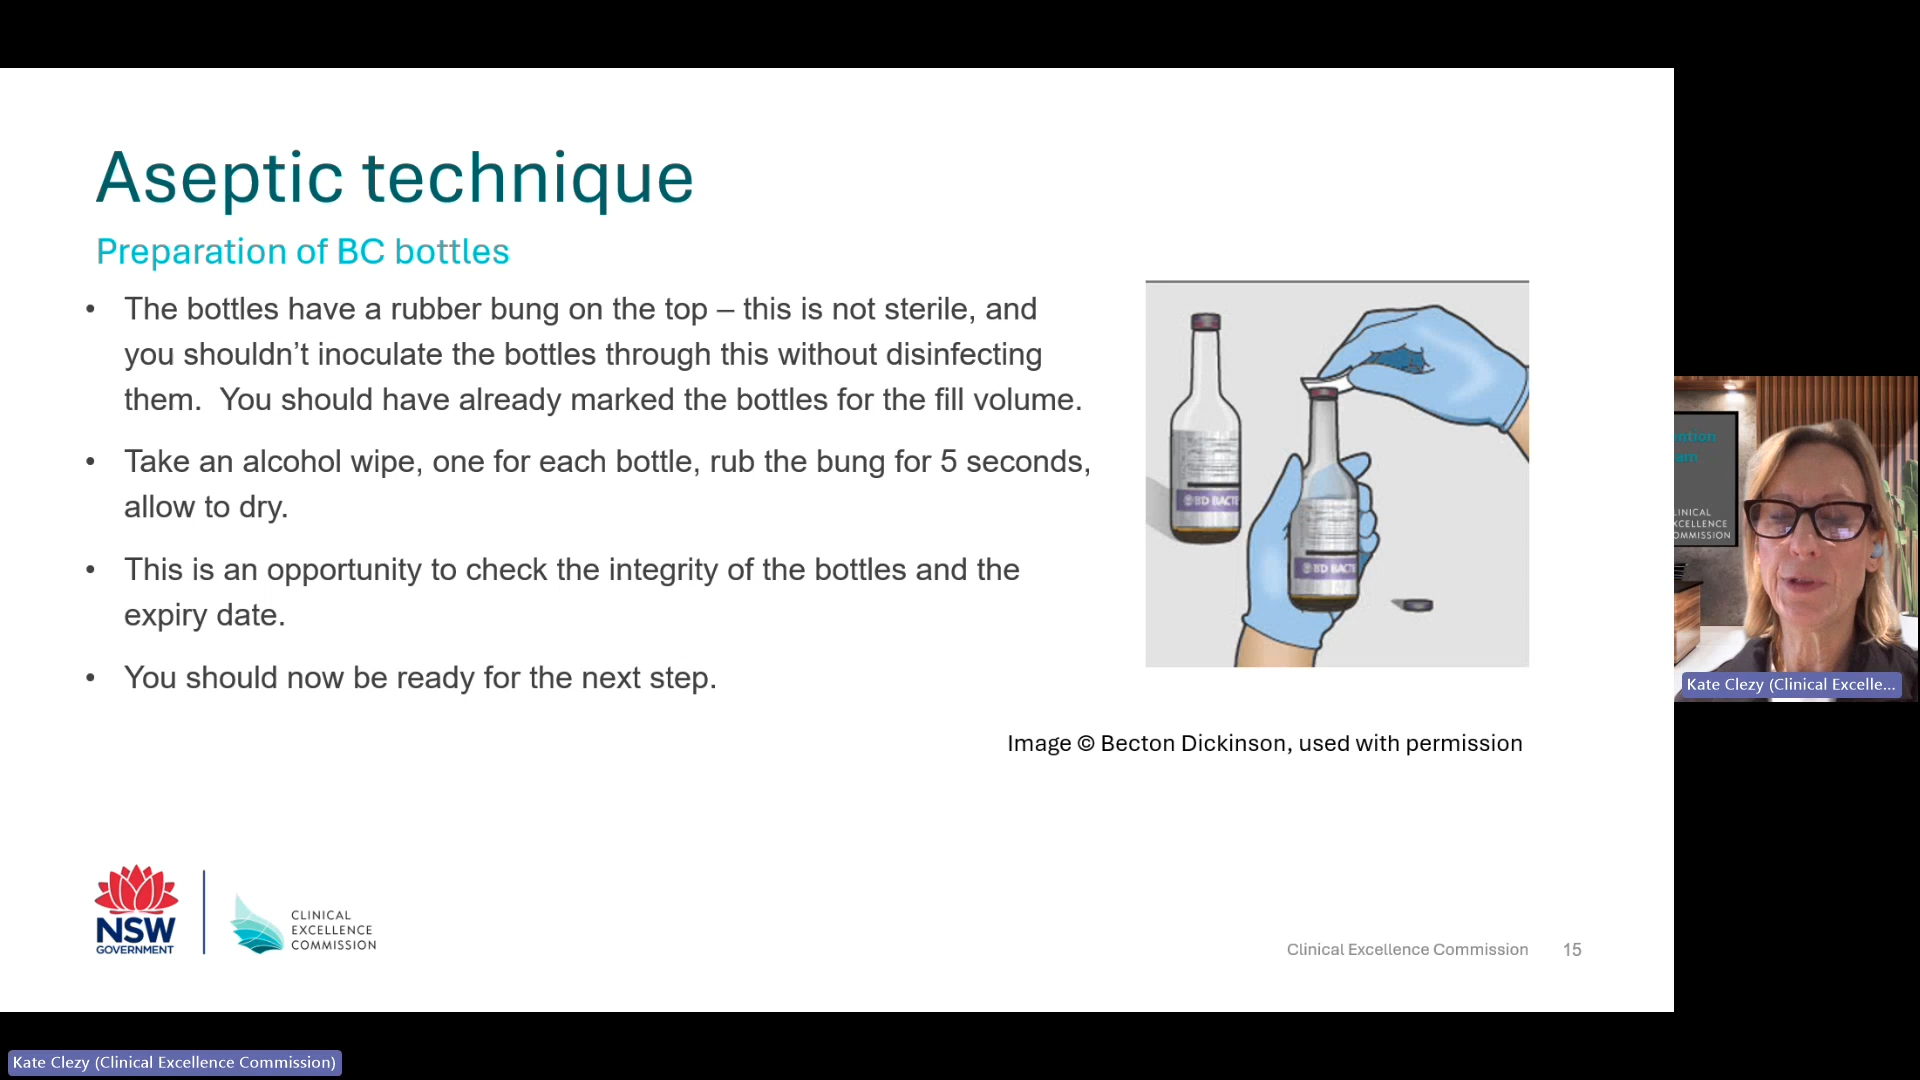 Aseptic technique
Preparation of BC bottles
• The bottles have a rubber bung on the top – this is not sterile, and
you shouldn’t inoculate the bottles through this without disinfecting
them.  You should have already marked the bottles for the fill volume.
• Take an alcohol wipe, one for each bottle, rub the bung for 5 seconds,
allow to dry.
• This is an opportunity to check the integrity of the bottles and the
expiry date.
• You should now be ready for the next step.
BD BACTE
BD BACTE
Image © Becton Dickinson, used with permission
NSW
GOVERNMENT
CLINICAL
EXCELLENCE
COMMISSION
Clinical Excellence Commission 15
ntion
am
LINICAL
XCELLENCE
OMMISSION
Kate Clezy (Clinical Excelle...
Kate Clezy (Clinical Excellence Commission)